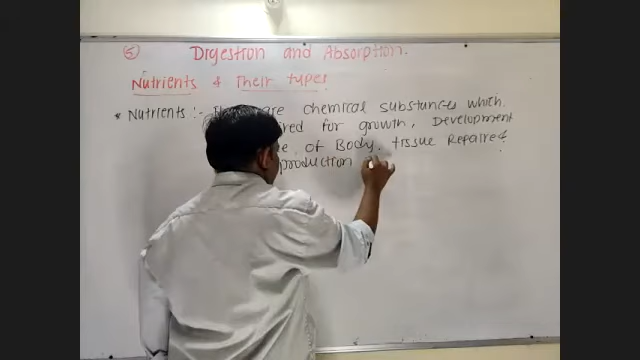 5 Digestion and Absorption.
Nutrients & Their types
* Nutrients :- are chemical substances which
for growth, Development
of Body, tissue Repaire &
production